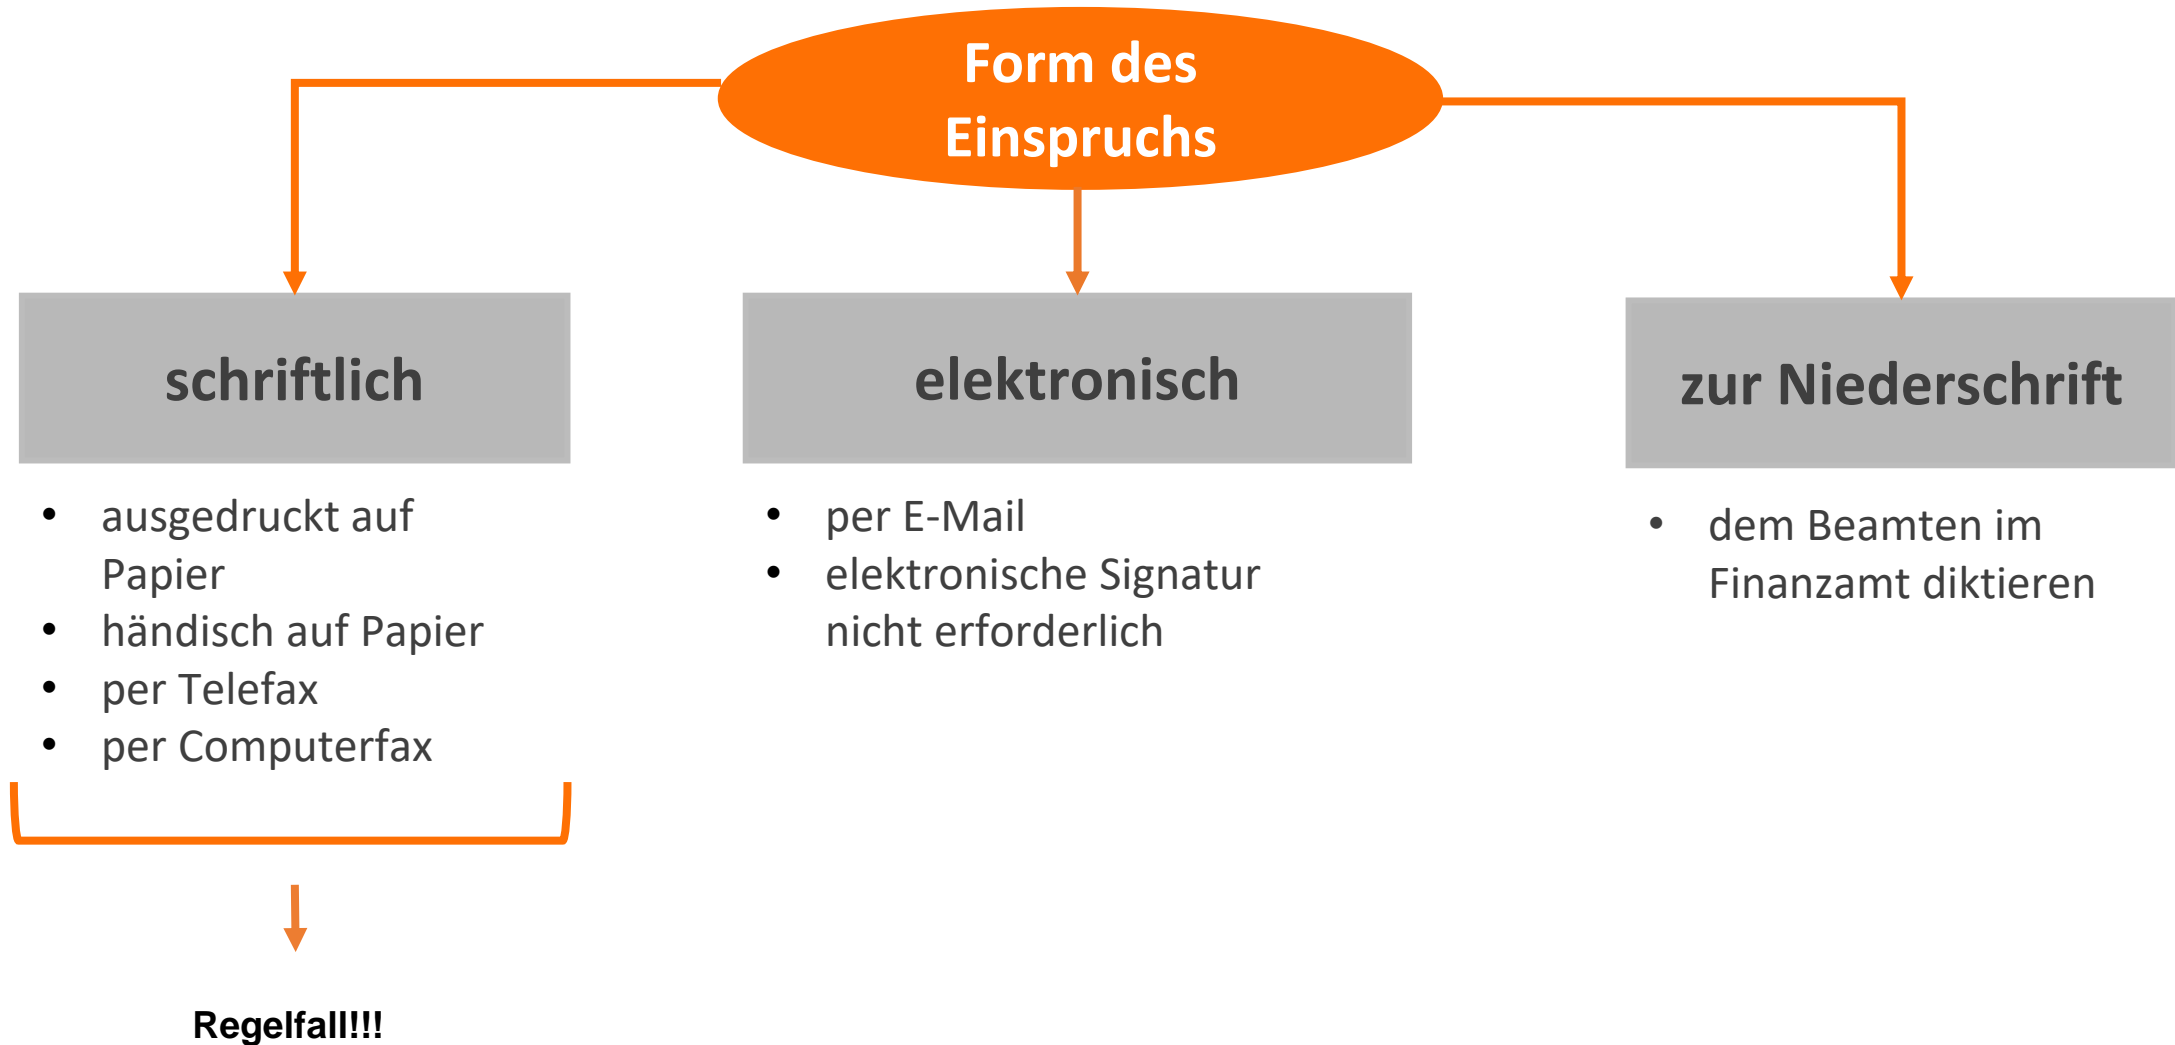 Form des
Einspruchs
schriftlich
• ausgedruckt auf
Papier
• händisch auf Papier
• per Telefax
• per Computerfax
Regelfall!!!
elektronisch
• per E-Mail
• elektronische Signatur
nicht erforderlich
zur Niederschrift
• dem Beamten im
Finanzamt diktieren